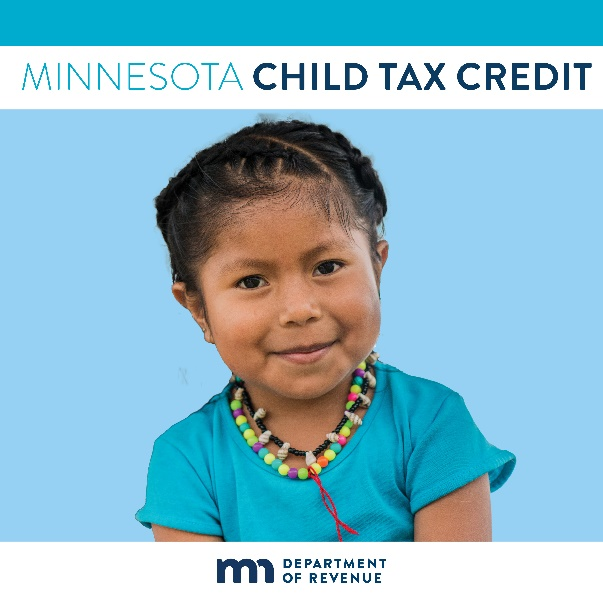 MINNESOTA CHILD TAX CREDIT
DEPARTMENT
OF REVENUE